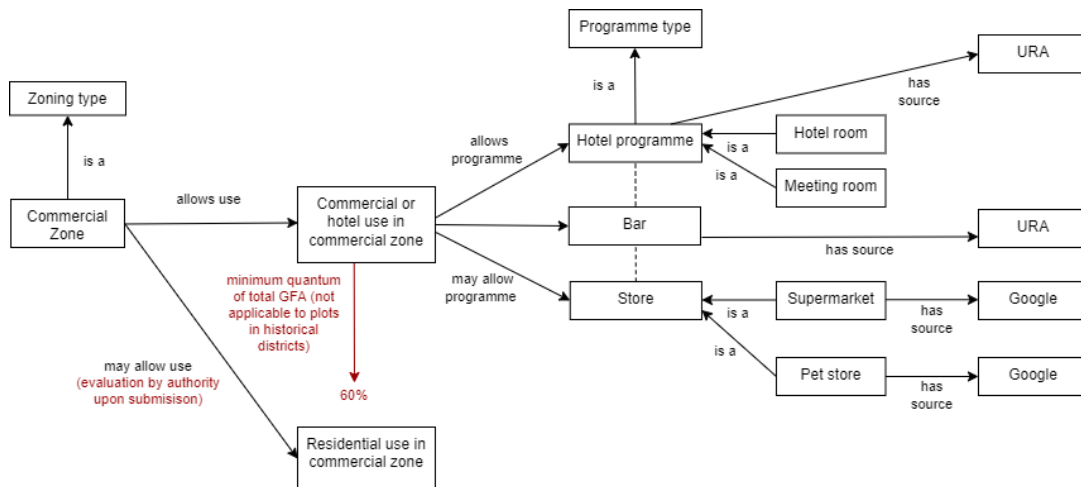 Programme type
URA
is a
has
source
Zoning type
Hotel programme
Hotel room
is a
allows
programme
is a
Meeting room
is a
allows use
Commercial
Zone
Commercial or
hotel use in
commercial zone
Bar
URA
has source
minimum quantum
of total GFA (not
applicable to plots
in historical
districts)
may allow
programme
Store
Supermarket
Google
is a
has
source
is a
may allow use
(evaluation by authority
upon submisison)
Pet store
Google
has
source
60%
Residential use in
commercial zone